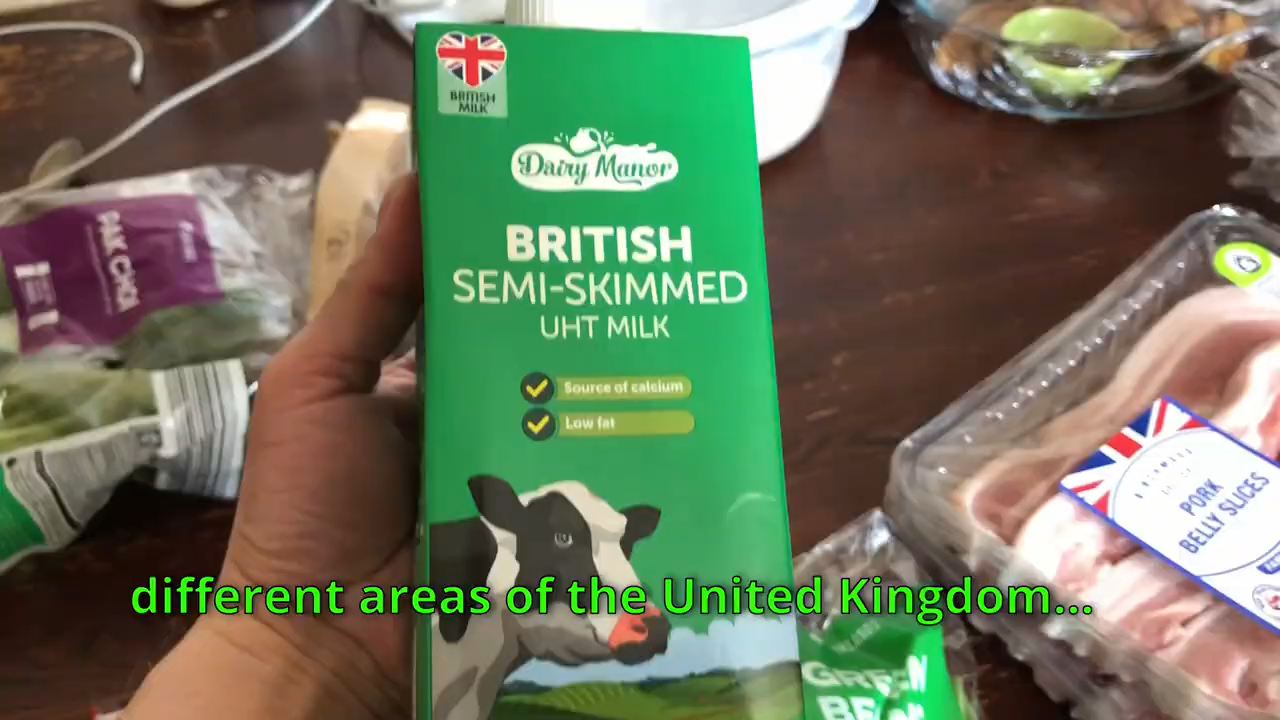 BRITISH
MILK
Dairy Manor
BRITISH
SEMI-SKIMMED
UHT MILK
Source of calcium
Low fat
PAK CHOI
PORK
BELLY SLICES
different areas of the United Kingdom...
GREEN